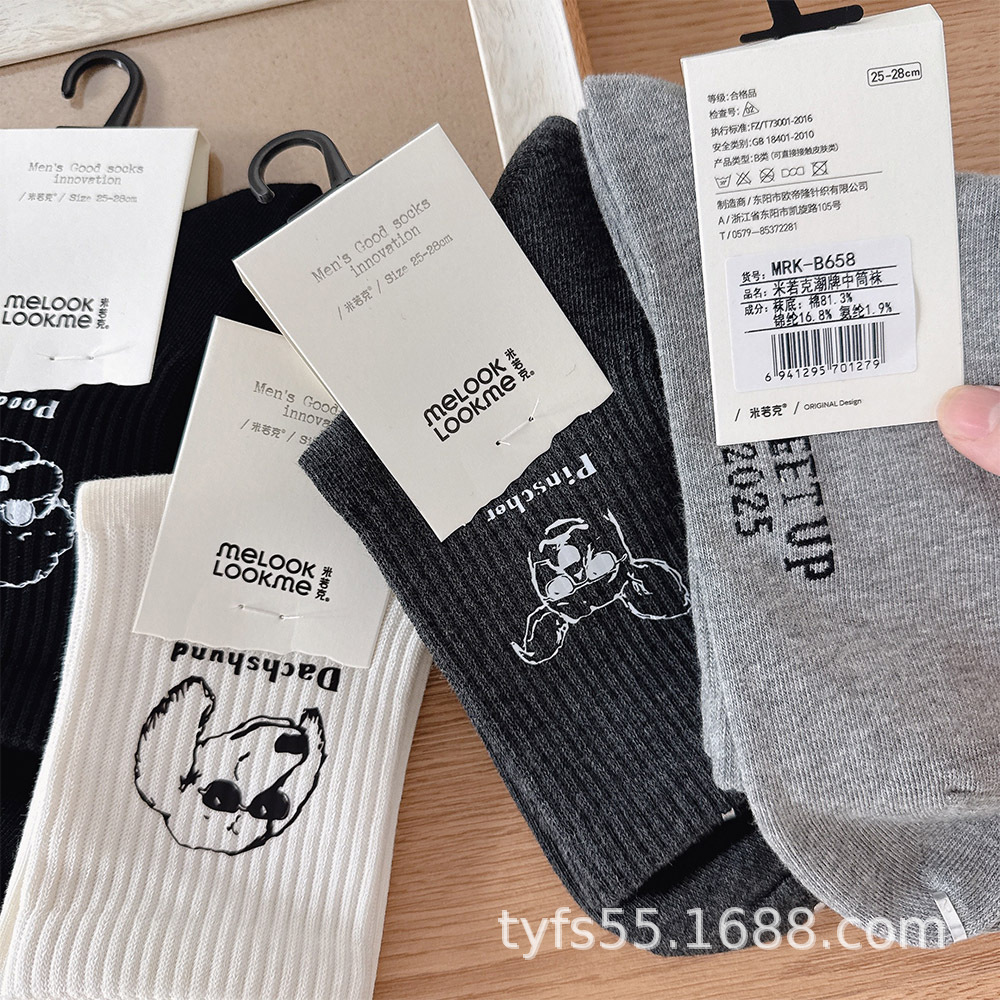 Men's Good socks
innovation
/米若克®/ Size 25-28cm
meLOOK
LOOKme
米若克®
Men's Good
innova
/米若克®/ Si
meLOOK
LOOKme
米若克®
Dachshund
Men's Good socks
innovation
/米若克®/ Size 25-28cm
meLOOK
LOOKme
米若克®
Pinscher
25-28cm
等级:合格品
检查号: 02
执行标准:FZ/T73001-2016
安全类别:GB 18401-2010
产品类型:B类(可直接接触皮肤类)
制造商/东阳市欧帝隆针织有限公司
A/浙江省东阳市凯旋路105号
T/0579-85372281
货号: MRK-B658
品名: 米若克潮牌中筒袜
成分: 袜底: 棉81.3%
锦纶16.8% 氨纶1.9%
6 941295 701279
/ 米若克® / ORIGINAL Design
EET UP
2025
tyfs55.1688.com